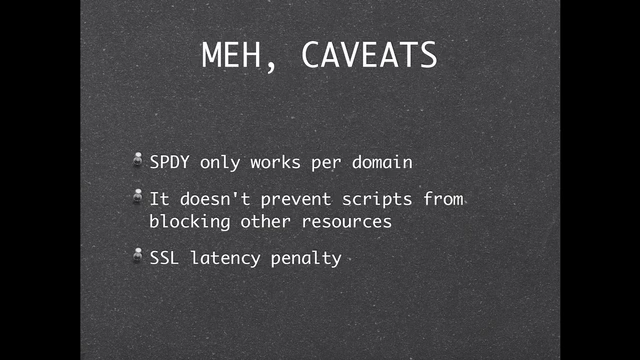 MEH, CAVEATS
SPDY only works per domain
It doesn't prevent scripts from
blocking other resources
SSL latency penalty